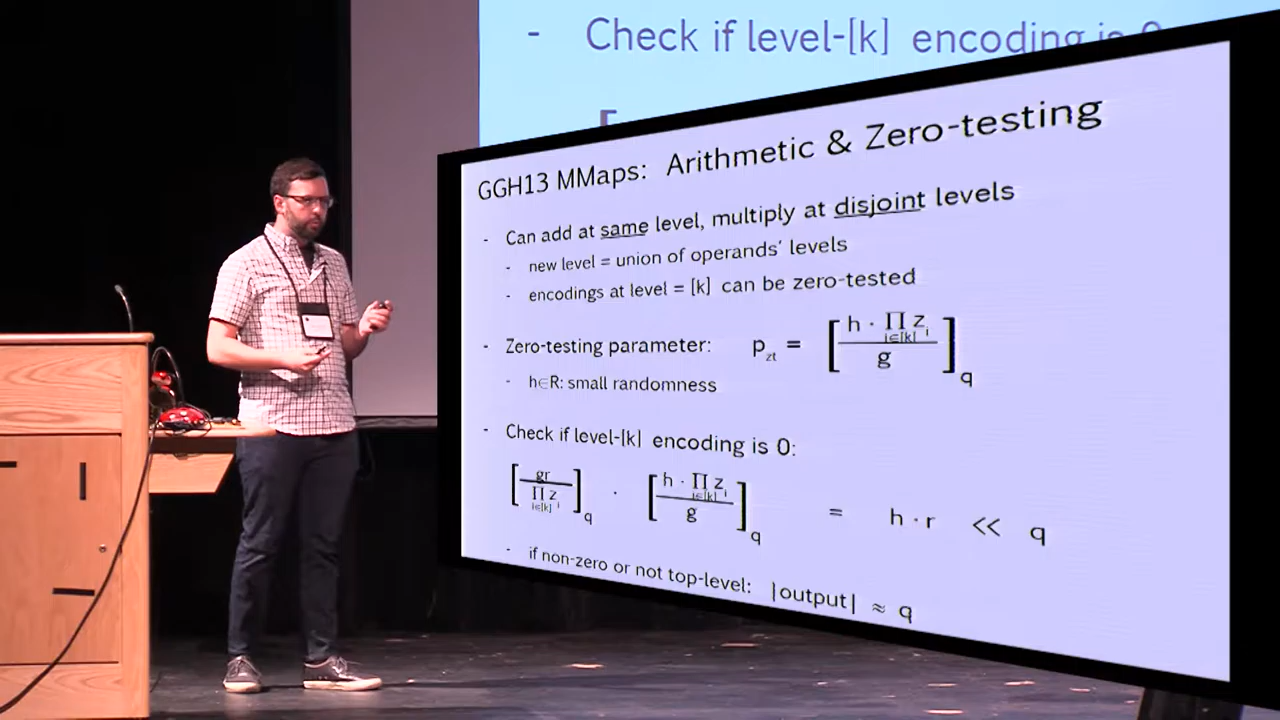 - Check if level-[k] encoding is
GGH13 MMaps: Arithmetic & Zero-testing
- Can add at same level, multiply at disjoint levels
- new level = union of operands' levels
- encodings at level = [k] can be zero-tested
- Zero-testing parameter: p_zt = [ h · ∏_{i∈[k]} z_i / g ]_q
- h∈R: small randomness
- Check if level-[k] encoding is 0:
[ gr / ∏_{i∈[k]} z_i ]_q · [ h · ∏_{i∈[k]} z_i / g ]_q = h · r << q
- if non-zero or not top-level: |output| ≈ q